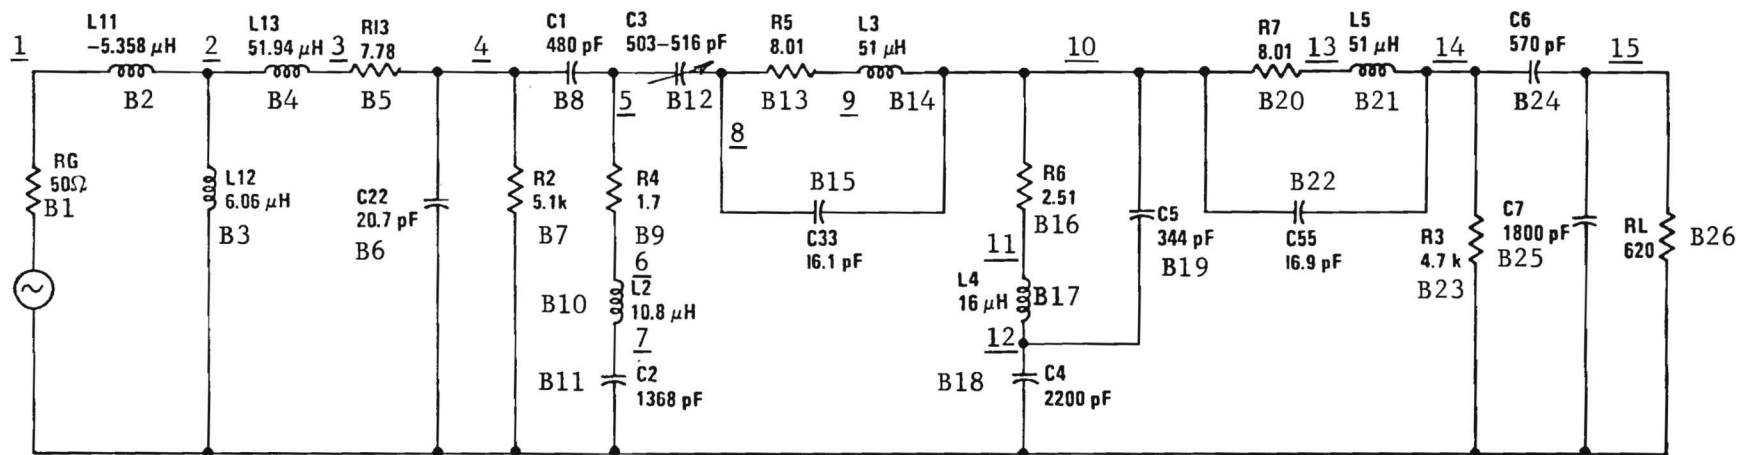 1
L11
−5.358 μH
B2
2
L13
51.94 μH
B4
3
R13
7.78
B5
4
C1
480 pF
B8
5
C3
503–516 pF
B12
8
R5
8.01
B13
9
L3
51 μH
B14
10
R7
8.01
B20
13
L5
51 μH
B21
14
C6
570 pF
B24
15
RG
50Ω
B1
L12
6.06 μH
B3
C22
20.7 pF
B6
R2
5.1k
B7
R4
1.7
B9
6
B10
L2
10.8 μH
7
B11
C2
1368 pF
B15
C33
16.1 pF
R6
2.51
B16
11
L4
16 μH
B17
12
B18
C4
2200 pF
C5
344 pF
B19
B22
C55
16.9 pF
R3
4.7 k
B23
C7
1800 pF
B25
RL
620
B26